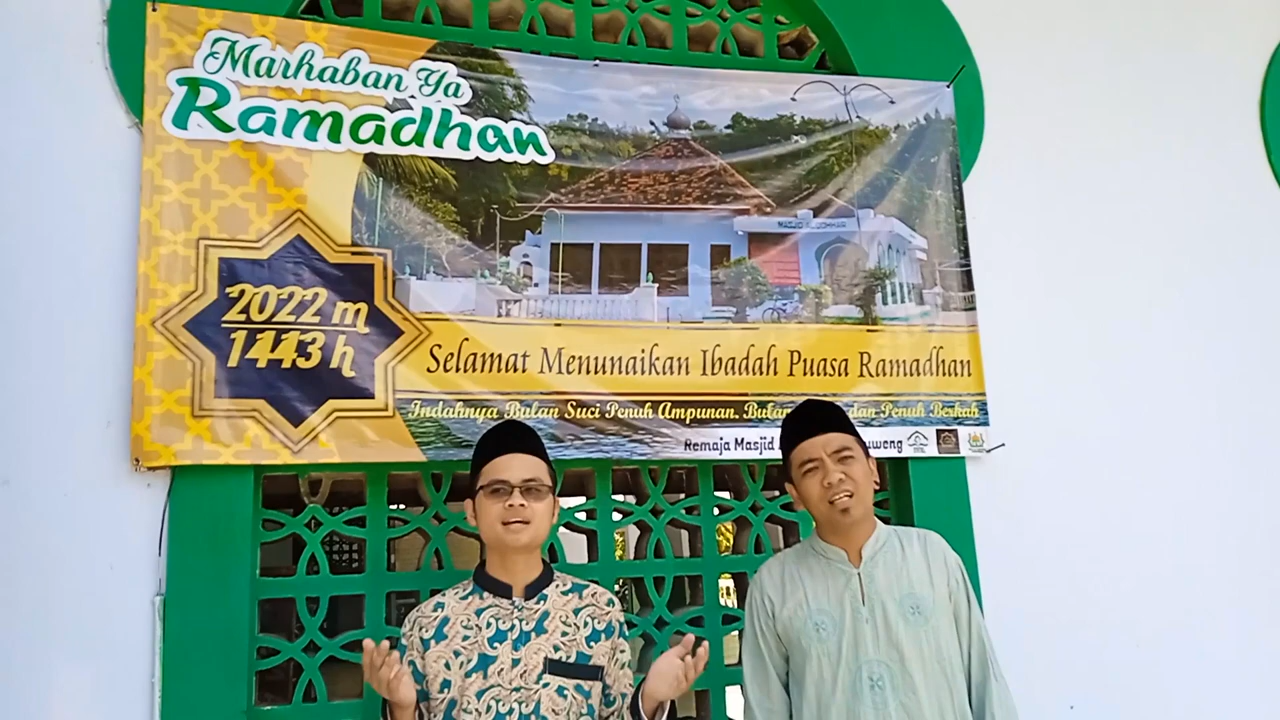 Marhaban Ya
Ramadhan
2022 m
1443 h
Selamat Menunaikan Ibadah Puasa Ramadhan
Indahnya Bulan Suci Penuh Ampunan. Bulan dan Penuh Berkah
Remaja Masjid
MASJID